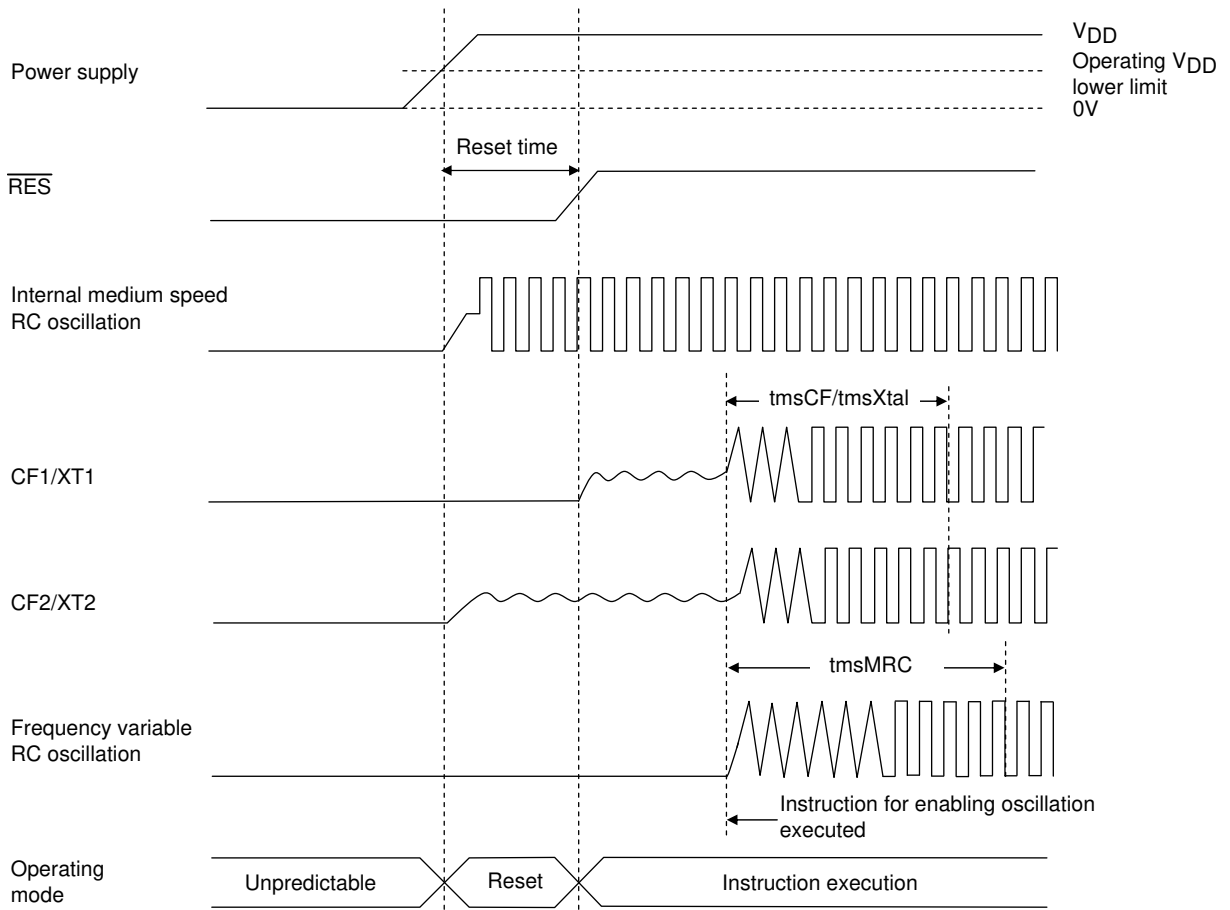 VDD
Power supply
Operating VDD
lower limit
0V
Reset time
RES
Internal medium speed
RC oscillation
tmsCF/tmsXtal
CF1/XT1
CF2/XT2
tmsMRC
Frequency variable
RC oscillation
Instruction for enabling oscillation
executed
Operating
mode
Unpredictable
Reset
Instruction execution